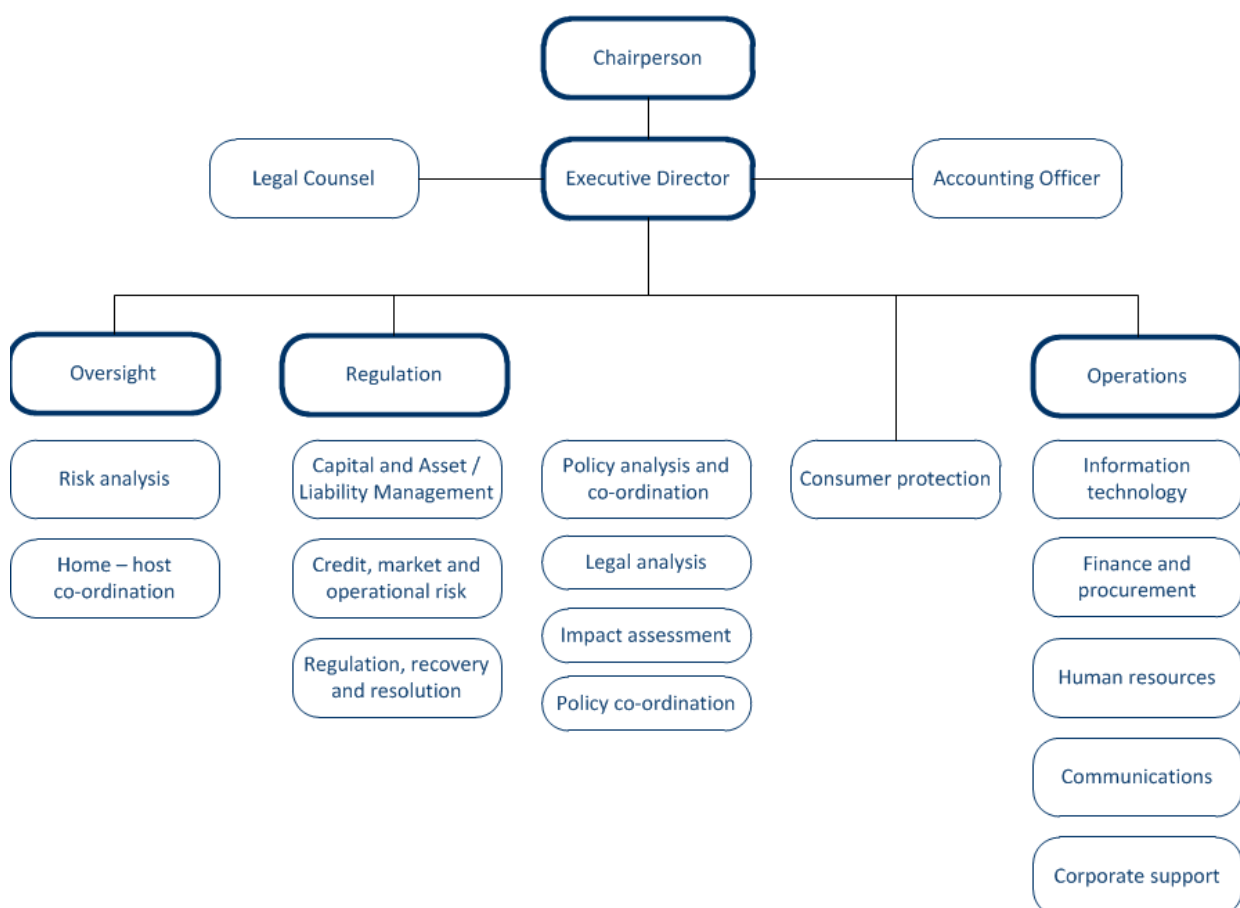 Chairperson
Legal Counsel
Executive Director
Accounting Officer
Oversight
Regulation
Operations
Risk analysis
Home – host
co-ordination
Capital and Asset /
Liability Management
Credit, market and
operational risk
Regulation, recovery
and resolution
Policy analysis and
co-ordination
Legal analysis
Impact assessment
Policy co-ordination
Consumer protection
Information
technology
Finance and
procurement
Human resources
Communications
Corporate support